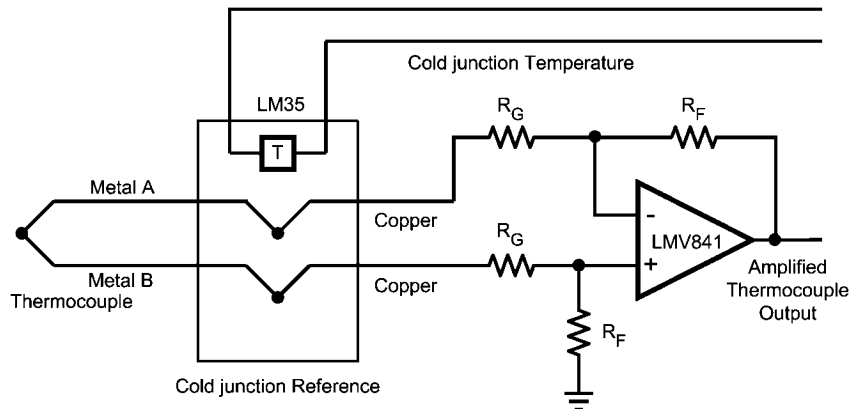 Cold junction Temperature
LM35
T
R_G
R_F
Metal A
Copper
-
LMV841
+
R_G
Metal B
Copper
Thermocouple
Amplified
Thermocouple
Output
R_F
Cold junction Reference